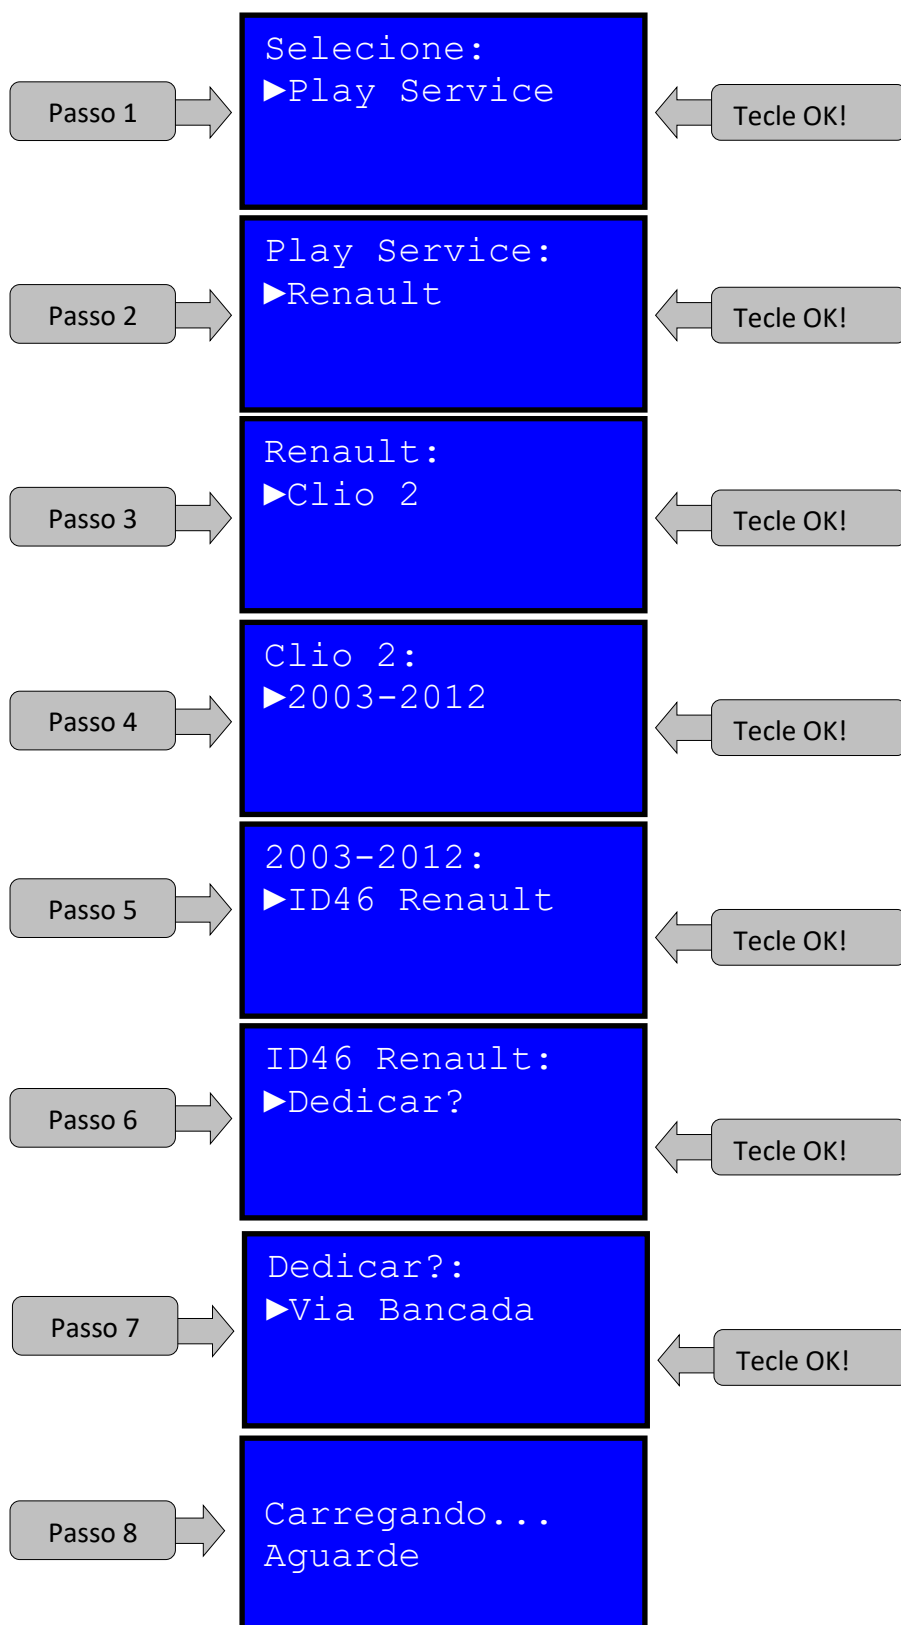 Selecione:
►Play Service
Passo 1
Tecle OK!
Play Service:
►Renault
Passo 2
Tecle OK!
Renault:
►Clio 2
Passo 3
Tecle OK!
Clio 2:
►2003-2012
Passo 4
Tecle OK!
2003-2012:
►ID46 Renault
Passo 5
Tecle OK!
ID46 Renault:
►Dedicar?
Passo 6
Tecle OK!
Dedicar?:
►Via Bancada
Passo 7
Tecle OK!
Carregando...
Aguarde
Passo 8